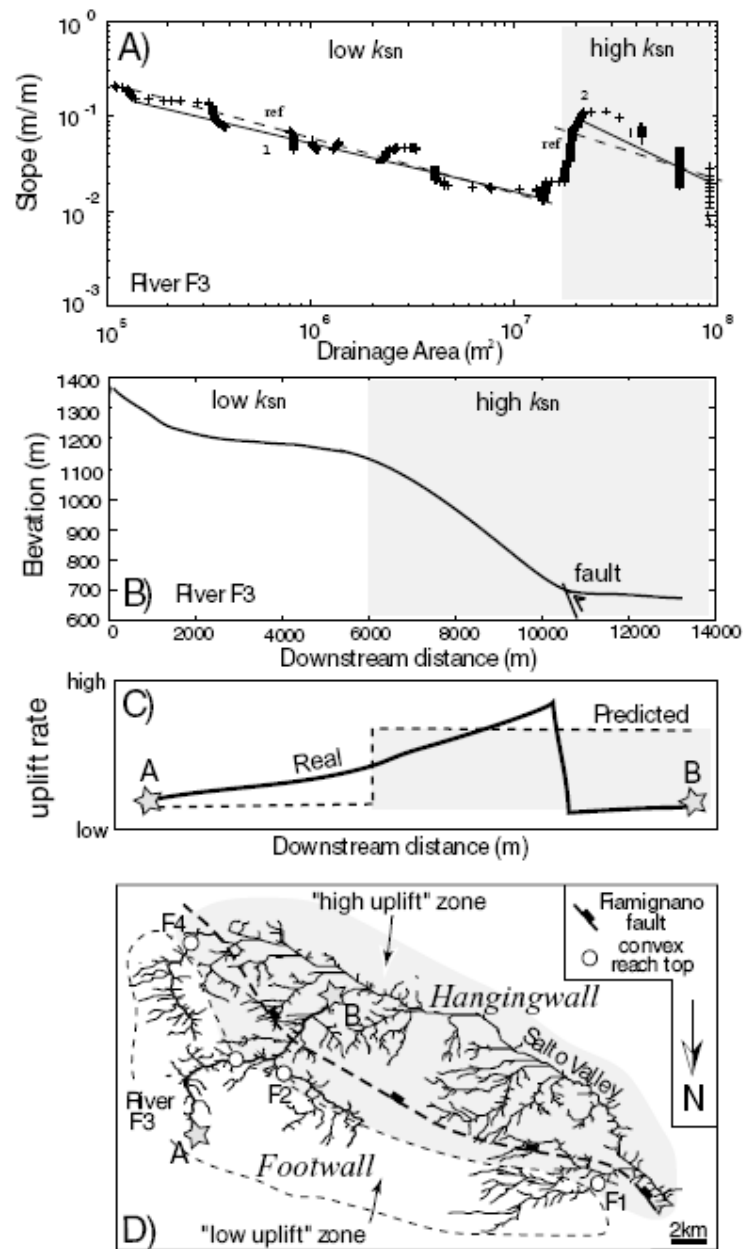 A)
low ksn
high ksn
Slope (m/m)
10⁰
10⁻¹
10⁻²
10⁻³
ref
1
2
ref
River F3
10⁵
10⁶
10⁷
10⁸
Drainage Area (m²)
1400
1300
1200
1100
1000
900
800
700
600
low ksn
high ksn
Bevation (m)
fault
B)
River F3
0
2000
4000
6000
8000
10000
12000
14000
Downstream distance (m)
high
C)
Predicted
Real
A
B
uplift rate
low
Downstream distance (m)
"high uplift" zone
Fiamignano
fault
convex
reach top
F4
Hangingwall
B
Salto Valley
N
River
F3
F2
A
Footwall
F1
D)
"low uplift" zone
2km